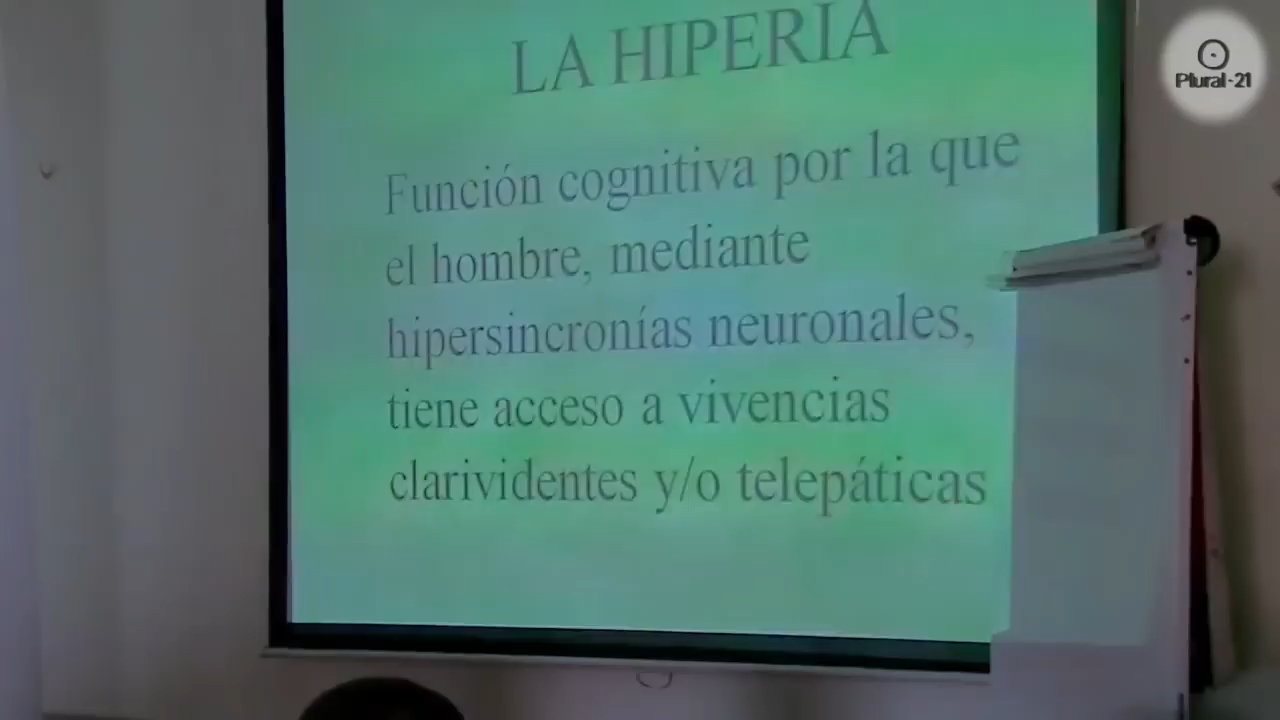 LA HIPERIA
Función cognitiva por la que
el hombre, mediante
hipersincronías neuronales,
tiene acceso a vivencias
clarividentes y/o telepáticas
Plural-21